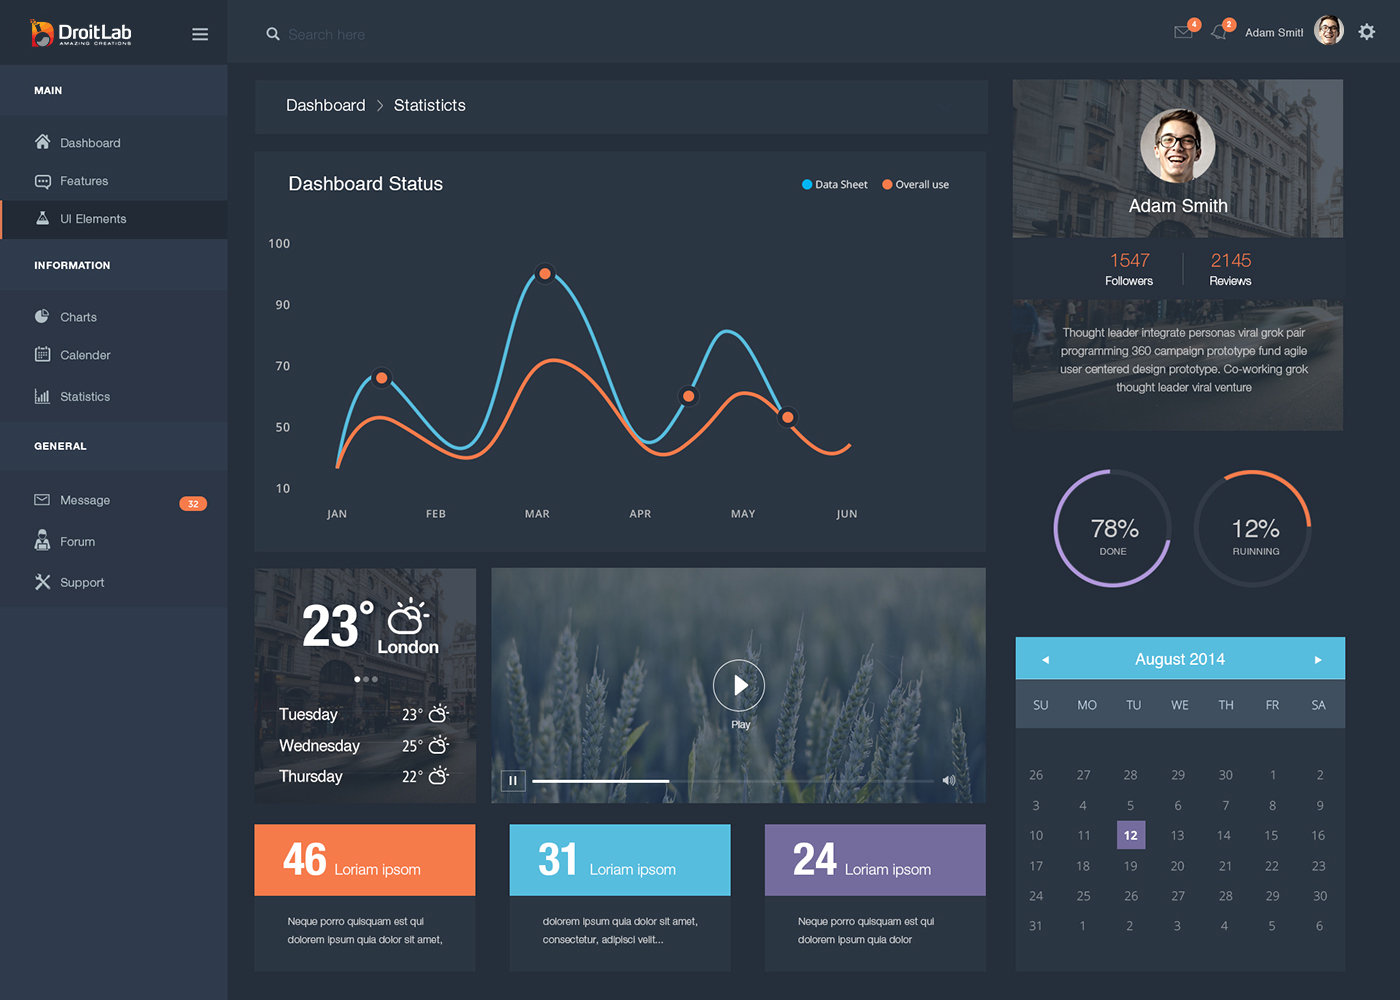 DroitLab
AMAZING CREATIONS
Search here
4
2
Adam Smitl
MAIN
Dashboard
Features
UI Elements
INFORMATION
Charts
Calender
Statistics
GENERAL
Message 32
Forum
Support
Dashboard > Statisticts
Dashboard Status
Data Sheet Overall use
100
90
70
50
10
JAN FEB MAR APR MAY JUN
Adam Smith
1547 2145
Followers Reviews
Thought leader integrate personas viral grok pair
programming 360 campaign prototype fund agile
user centered design prototype. Co-working grok
thought leader viral venture
78%
DONE
12%
RUINNING
23°
London
Tuesday 23°
Wednesday 25°
Thursday 22°
Play
46 Loriam ipsom
Neque porro quisquam est qui
dolorem ipsum quia dolor sit amet,
31 Loriam ipsom
dolorem ipsum quia dolor sit amet,
consectetur, adipisci velit...
24 Loriam ipsom
Neque porro quisquam est qui
dolorem ipsum quia dolor
August 2014
SU MO TU WE TH FR SA
26 27 28 29 30 1 2
3 4 5 6 7 8 9
10 11 12 13 14 15 16
17 18 19 20 21 22 23
24 25 26 27 28 29 30
31 1 2 3 4 5 6